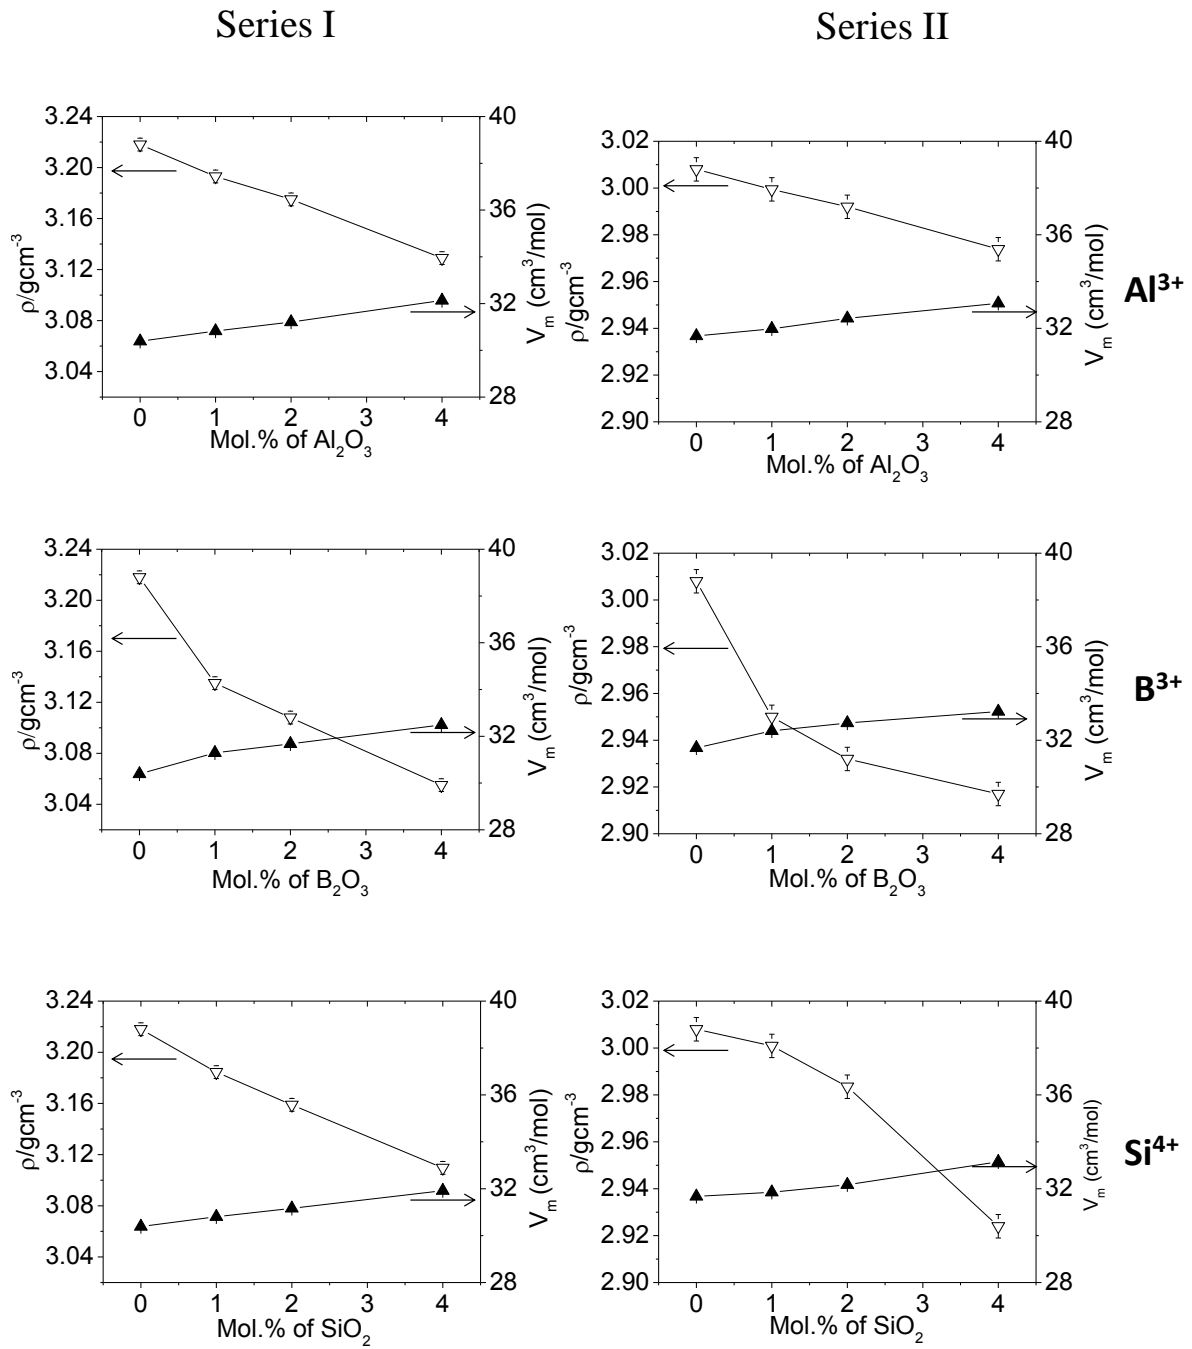 Series I
Series II
3.24
3.20
3.16
3.12
3.08
3.04
ρ/gcm⁻³
40
36
32
28
V_m (cm³/mol)
0 1 2 3 4
Mol.% of Al₂O₃
3.02
3.00
2.98
2.96
2.94
2.92
2.90
ρ/gcm⁻³
40
36
32
28
V_m (cm³/mol)
0 1 2 3 4
Mol.% of Al₂O₃
Al³⁺
3.24
3.20
3.16
3.12
3.08
3.04
ρ/gcm⁻³
40
36
32
28
V_m (cm³/mol)
0 1 2 3 4
Mol.% of B₂O₃
3.02
3.00
2.98
2.96
2.94
2.92
2.90
ρ/gcm⁻³
40
36
32
28
V_m (cm³/mol)
0 1 2 3 4
Mol.% of B₂O₃
B³⁺
3.24
3.20
3.16
3.12
3.08
3.04
ρ/gcm⁻³
40
36
32
28
V_m (cm³/mol)
0 1 2 3 4
Mol.% of SiO₂
3.02
3.00
2.98
2.96
2.94
2.92
2.90
ρ/gcm⁻³
40
36
32
28
V_m (cm³/mol)
0 1 2 3 4
Mol.% of SiO₂
Si⁴⁺